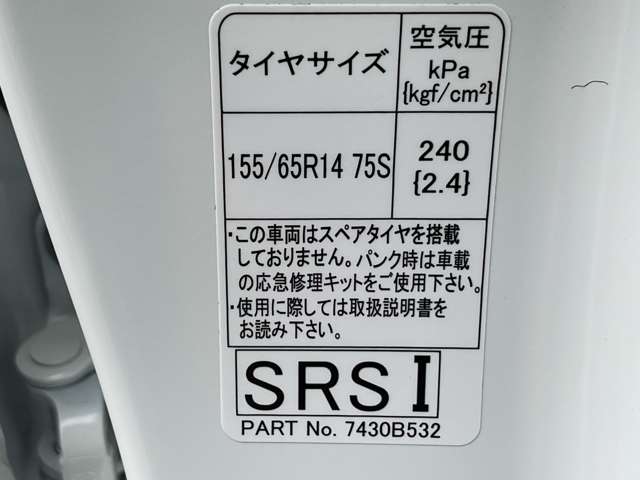 タイヤサイズ
空気圧
kPa
{kgf/cm²}
155/65R14 75S
240
{2.4}
・この車両はスペアタイヤを搭載
しておりません。パンク時は車載
の応急修理キットをご使用下さい。
・使用に際しては取扱説明書を
お読み下さい。
SRS I
PART No. 7430B532